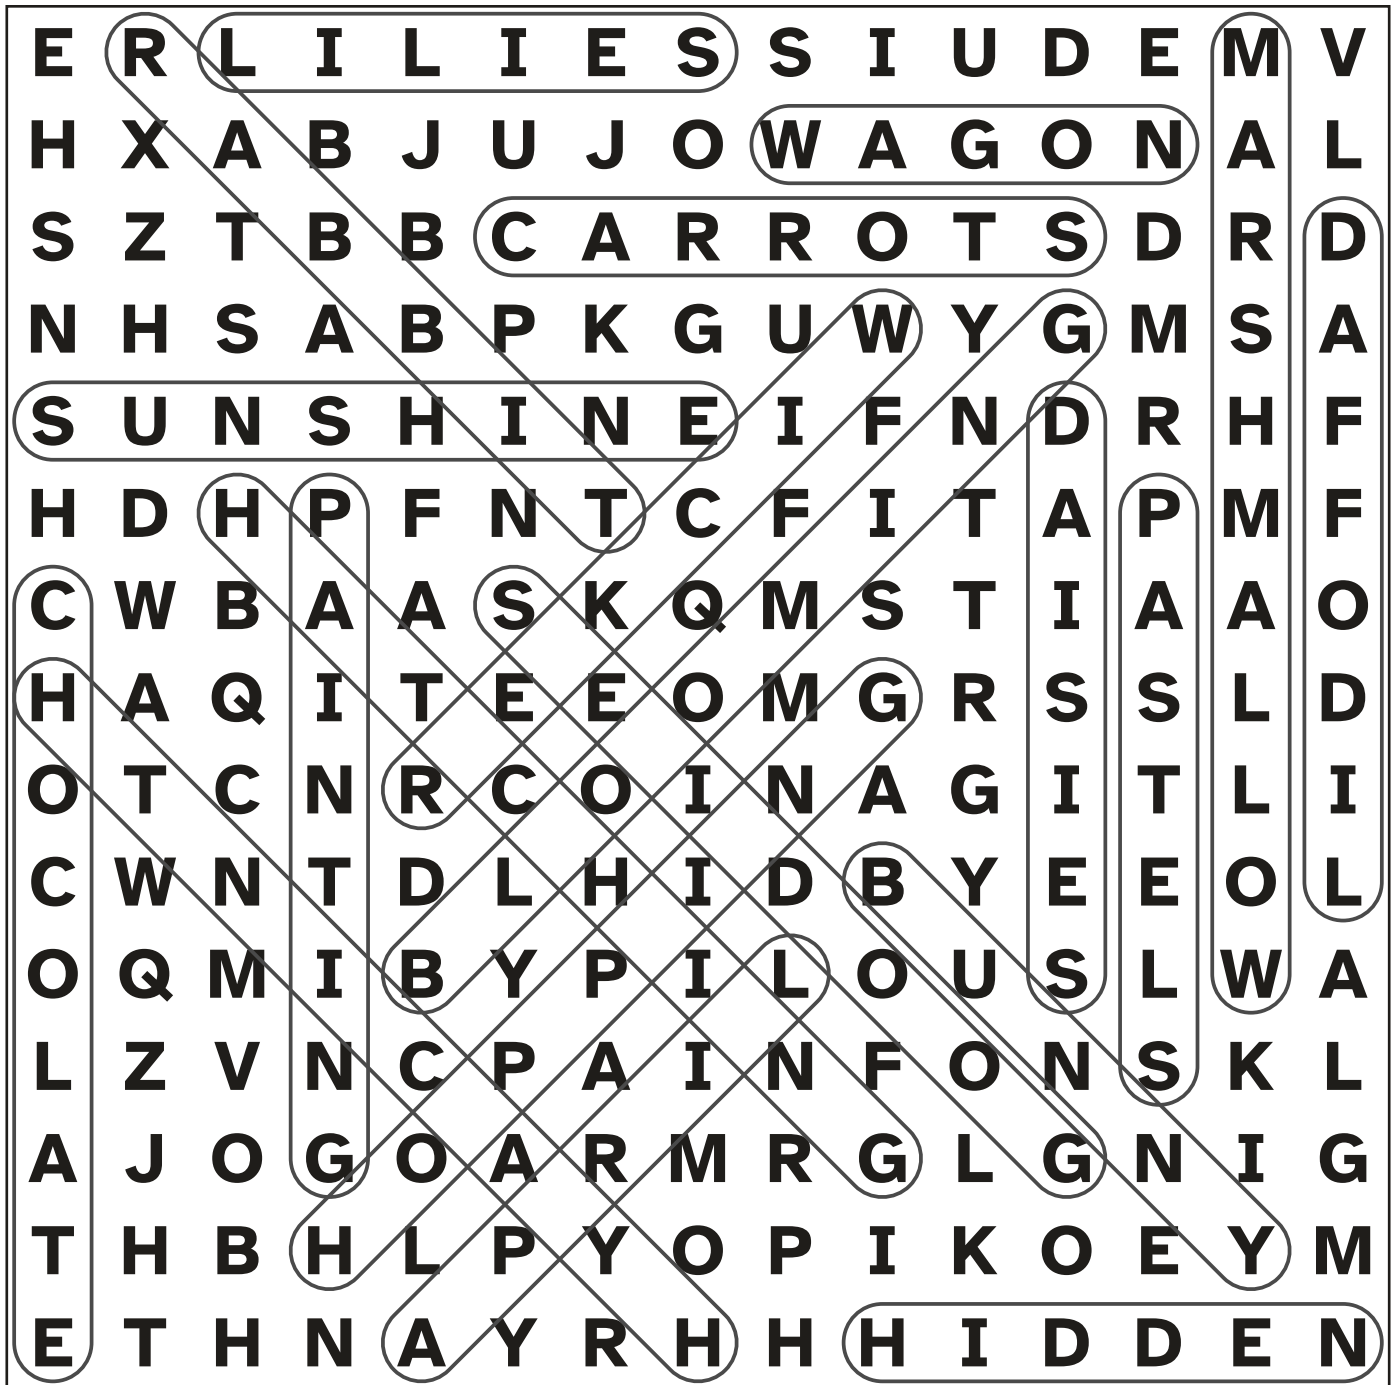 E R L I L I E S S I U D E M V
H X A B J U J O W A G O N A L
S Z T B B C A R R O T S D R D
N H S A B P K G U W Y G M S A
S U N S H I N E I F N D R H F
H D H P F N T C F I T A P M F
C W B A A S K Q M S T I A A O
H A Q I T E E O M G R S S L D
O T C N R C O I N A G I T L I
C W N T D L H I D B Y E E O L
O Q M I B Y P I L O U S L W A
L Z V N C P A I N F O N S K L
A J O G O A R M R G L G N I G
T H B H L P Y O P I K O E Y M
E T H N A Y R H H H I D D E N